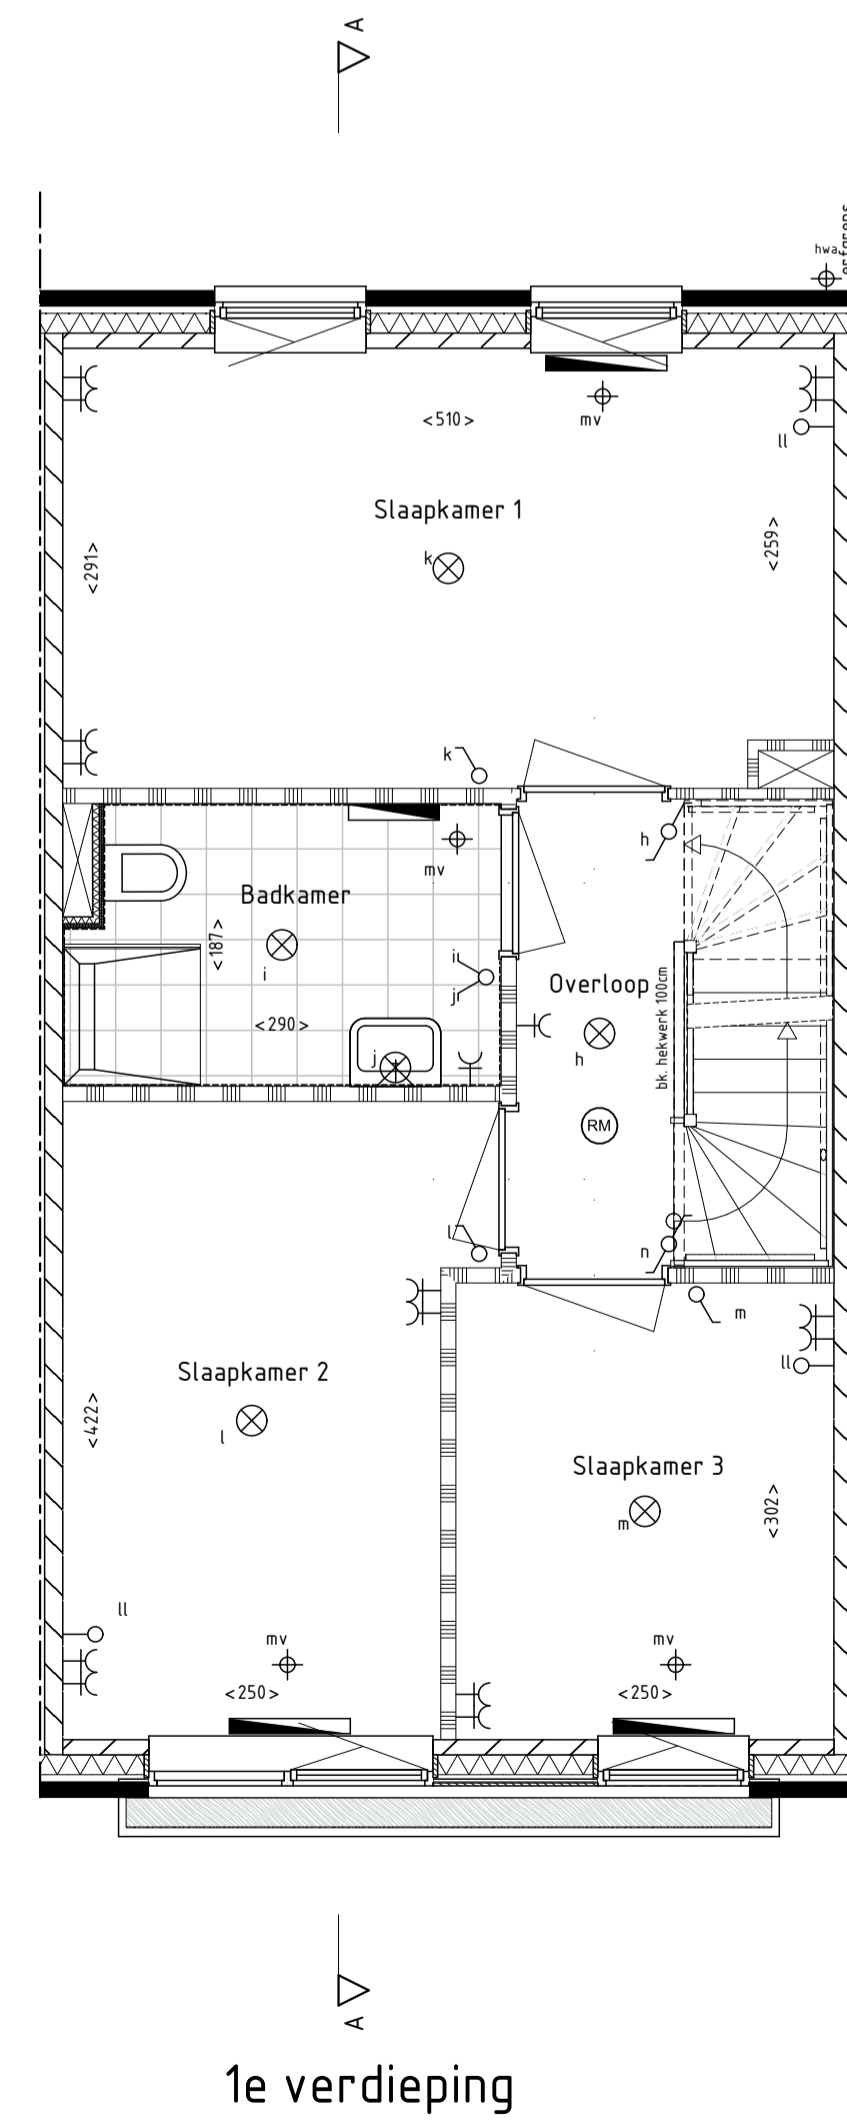 A
hwa
erfgrens
<510>
mv
ll
Slaapkamer 1
<291>
<259>
k
k
h
mv
Badkamer
<187>
i
i
j
Overloop
<290>
bk. hekwerk 100cm
j
h
RM
l
n
m
Slaapkamer 2
ll
<422>
l
Slaapkamer 3
m
<302>
ll
mv
mv
<250>
<250>
A
1e verdieping